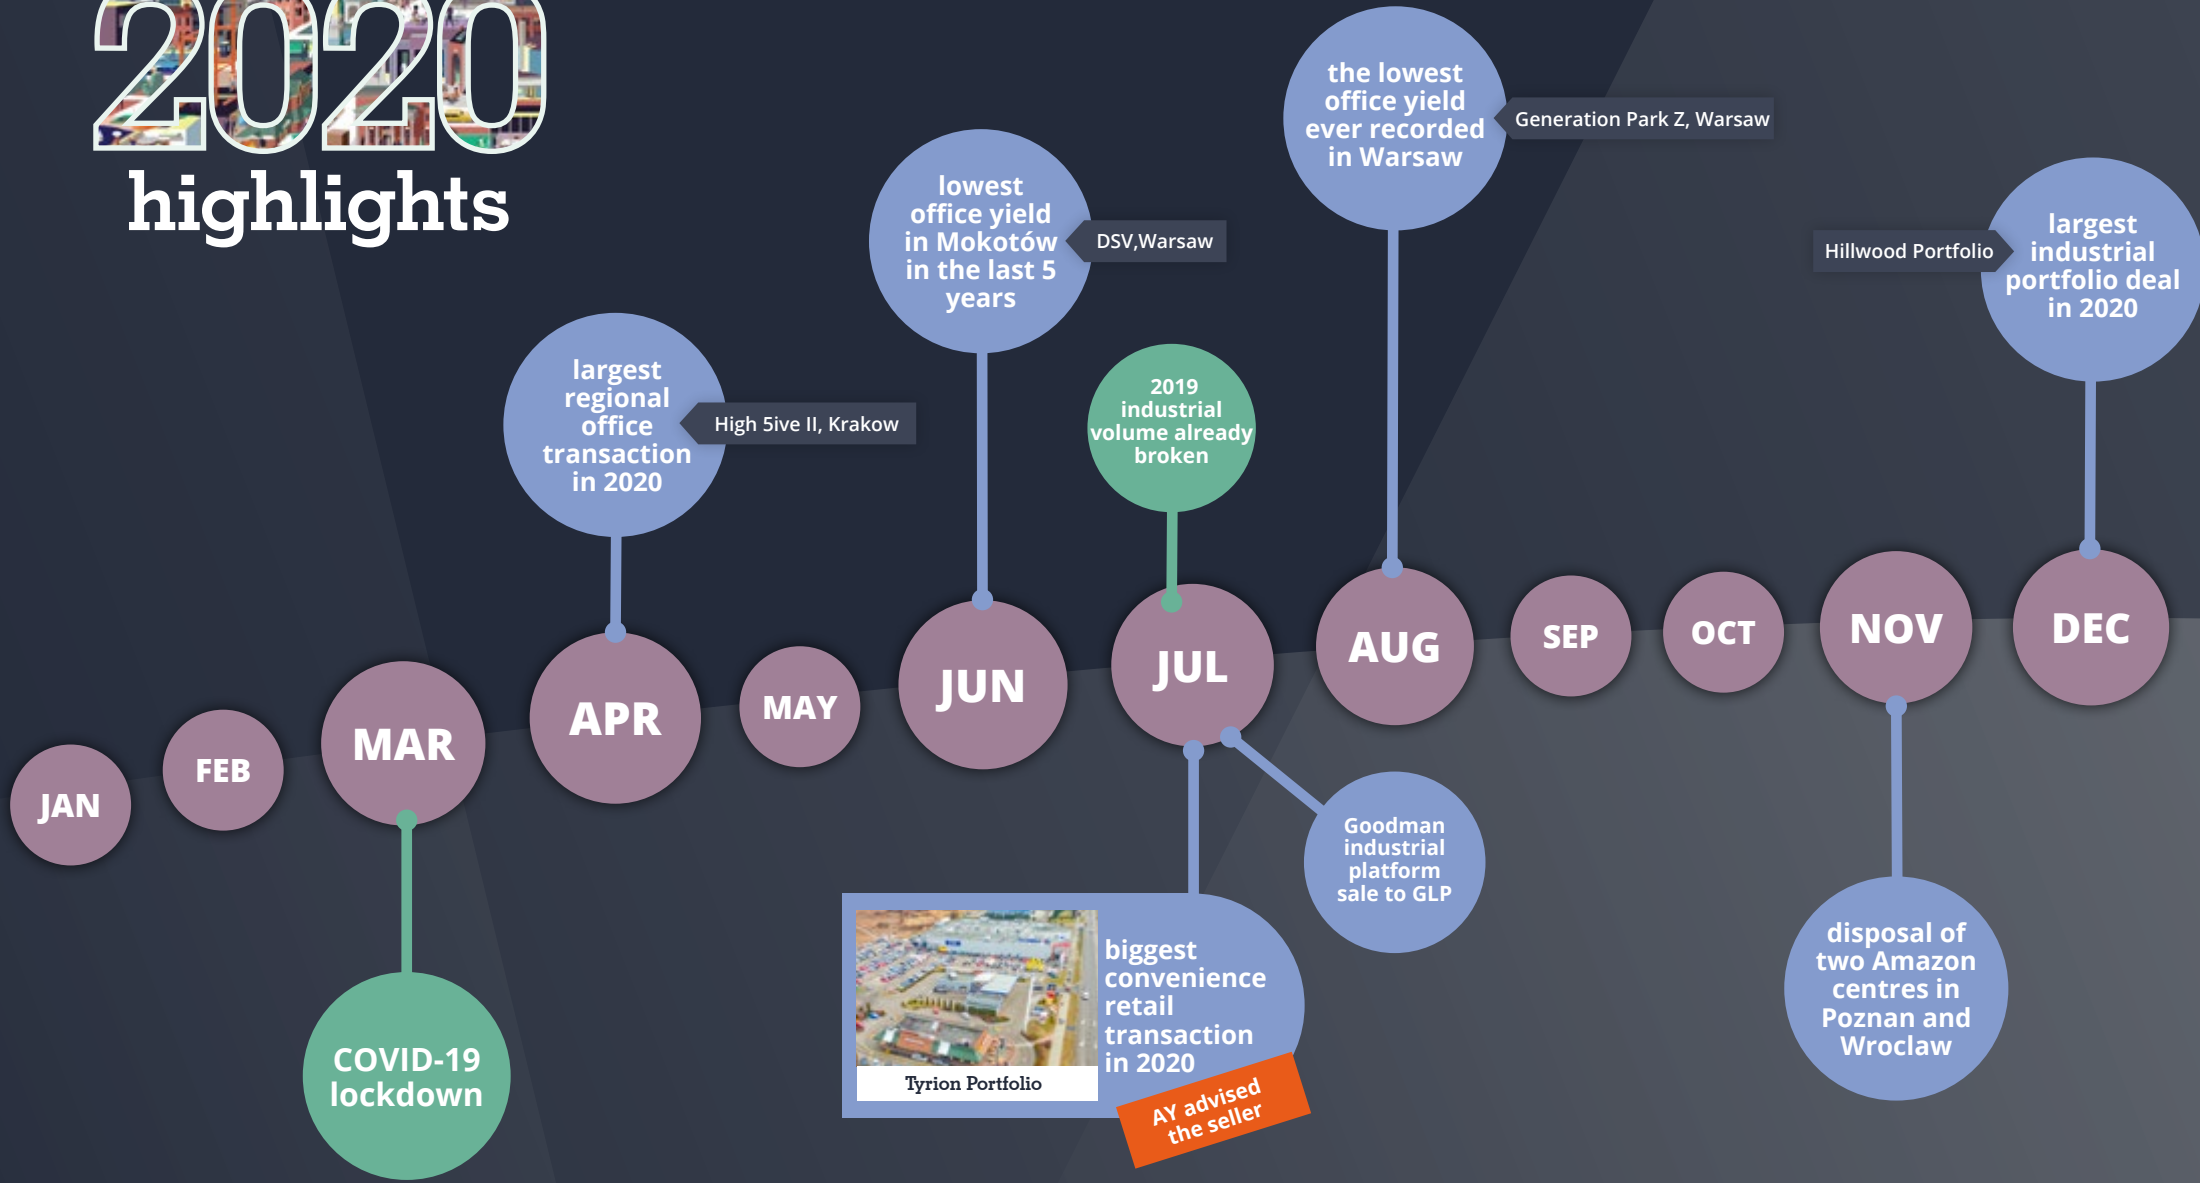 2020
highlights
the lowest
office yield
ever recorded
in Warsaw
Generation Park Z, Warsaw
lowest
office yield
in Mokotów
in the last 5
years
DSV,Warsaw
largest
industrial
portfolio deal
in 2020
Hillwood Portfolio
largest
regional
office
transaction
in 2020
High 5ive II, Krakow
2019
industrial
volume already
broken
JAN
FEB
MAR
APR
MAY
JUN
JUL
AUG
SEP
OCT
NOV
DEC
COVID-19
lockdown
biggest
convenience
retail
transaction
in 2020
Tyrion Portfolio
AY advised
the seller
Goodman
industrial
platform
sale to GLP
disposal of
two Amazon
centres in
Poznan and
Wroclaw